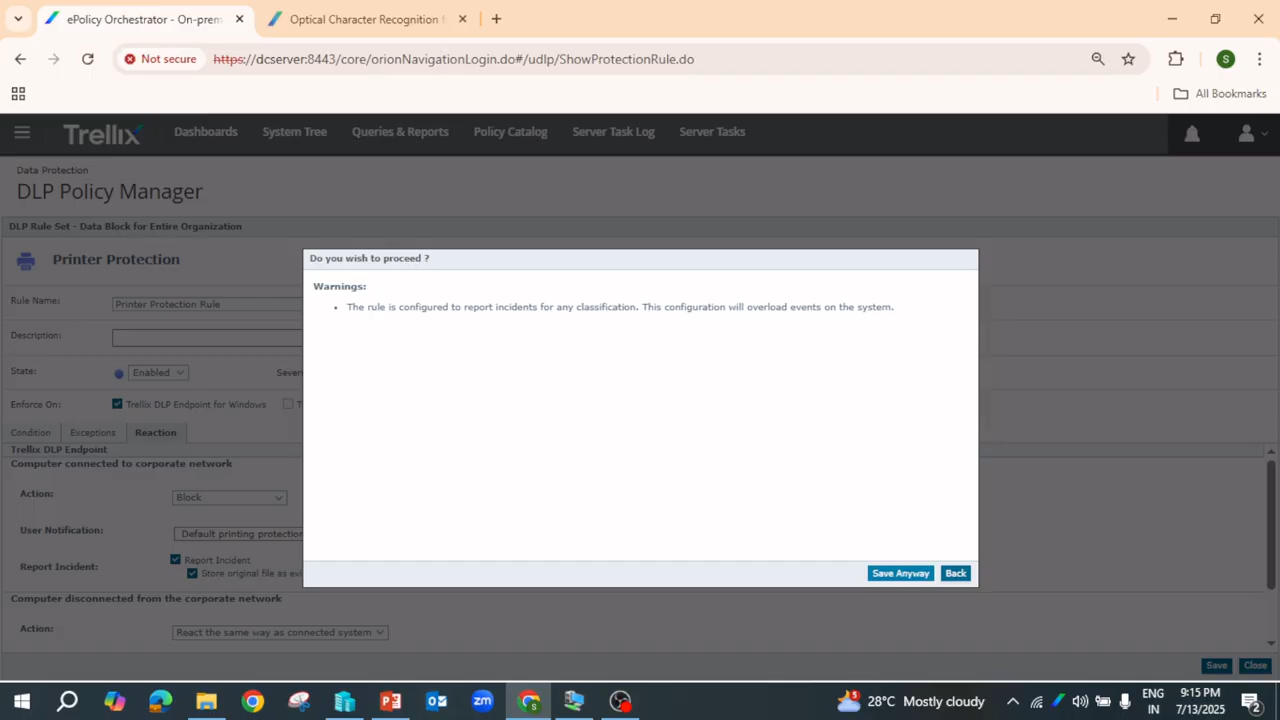 ePolicy Orchestrator - On-prem
Optical Character Recognition
Not secure
https://dcserver:8443/core/orionNavigationLogin.do#/udlp/ShowProtectionRule.do
S
All Bookmarks
Trellix
Dashboards
System Tree
Queries & Reports
Policy Catalog
Server Task Log
Server Tasks
Data Protection
DLP Policy Manager
DLP Rule Set - Data Block for Entire Organization
Printer Protection
Do you wish to proceed ?
Warnings:
The rule is configured to report incidents for any classification. This configuration will overload events on the system.
Save Anyway
Back
Rule Name:
Printer Protection Rule
Description:
State:
Enabled
Enforce On:
Trellix DLP Endpoint for Windows
Condition
Exceptions
Reaction
Trellix DLP Endpoint
Computer connected to corporate network
Action:
Block
User Notification:
Default printing protection
Report Incident:
Report Incident
Store original file as
Computer disconnected from the corporate network
Action:
React the same way as connected system
Save
Close
5
28°C Mostly cloudy
ENG
IN
9:15 PM
7/13/2025
2